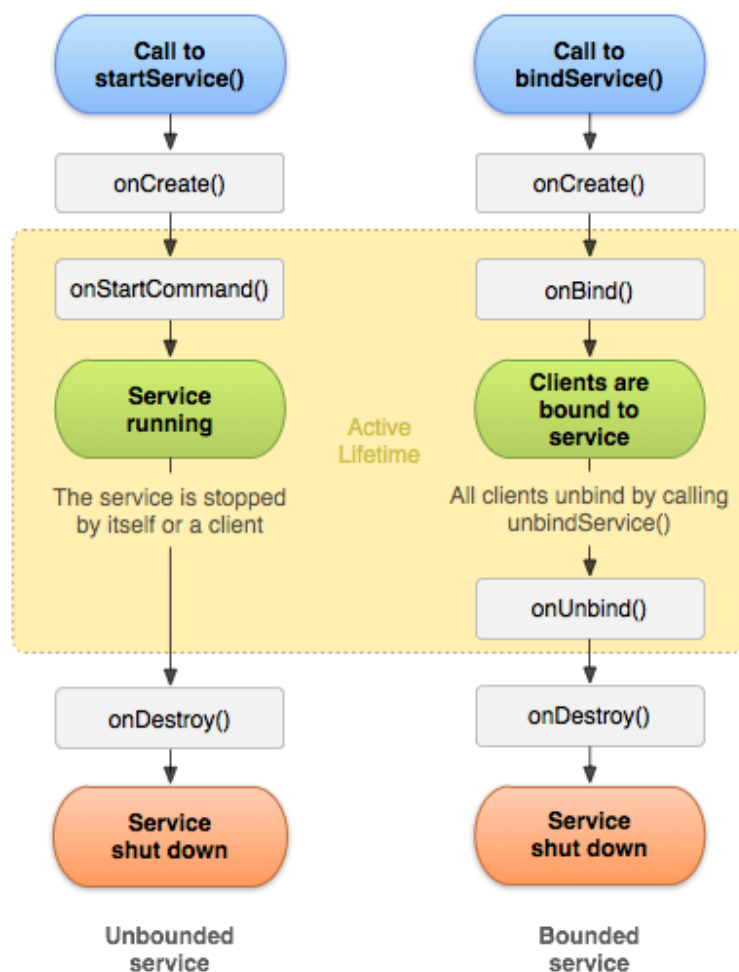 Call to
startService()
Call to
bindService()
onCreate()
onCreate()
onStartCommand()
onBind()
Service
running
Clients are
bound to
service
Active
Lifetime
The service is stopped
by itself or a client
All clients unbind by calling
unbindService()
onUnbind()
onDestroy()
onDestroy()
Service
shut down
Service
shut down
Unbounded
service
Bounded
service